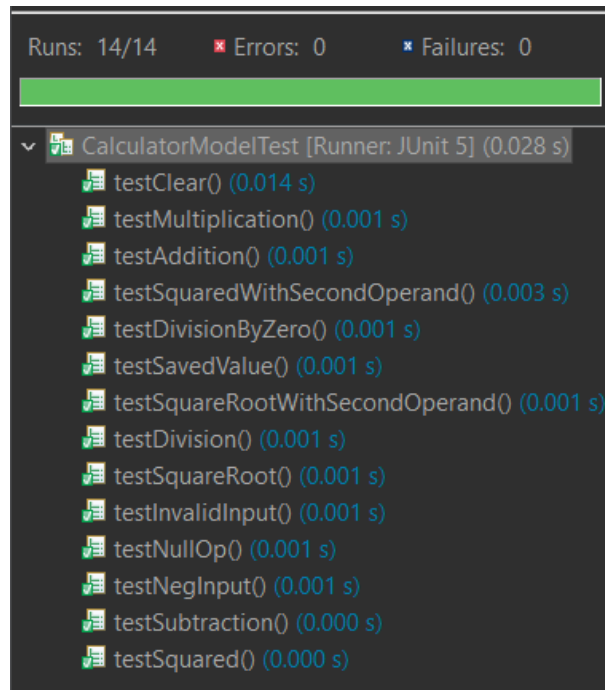 Runs: 14/14 Errors: 0 Failures: 0
CalculatorModelTest [Runner: JUnit 5] (0.028 s)
testClear() (0.014 s)
testMultiplication() (0.001 s)
testAddition() (0.001 s)
testSquaredWithSecondOperand() (0.003 s)
testDivisionByZero() (0.001 s)
testSavedValue() (0.001 s)
testSquareRootWithSecondOperand() (0.001 s)
testDivision() (0.001 s)
testSquareRoot() (0.001 s)
testInvalidInput() (0.001 s)
testNullOp() (0.001 s)
testNegInput() (0.001 s)
testSubtraction() (0.000 s)
testSquared() (0.000 s)